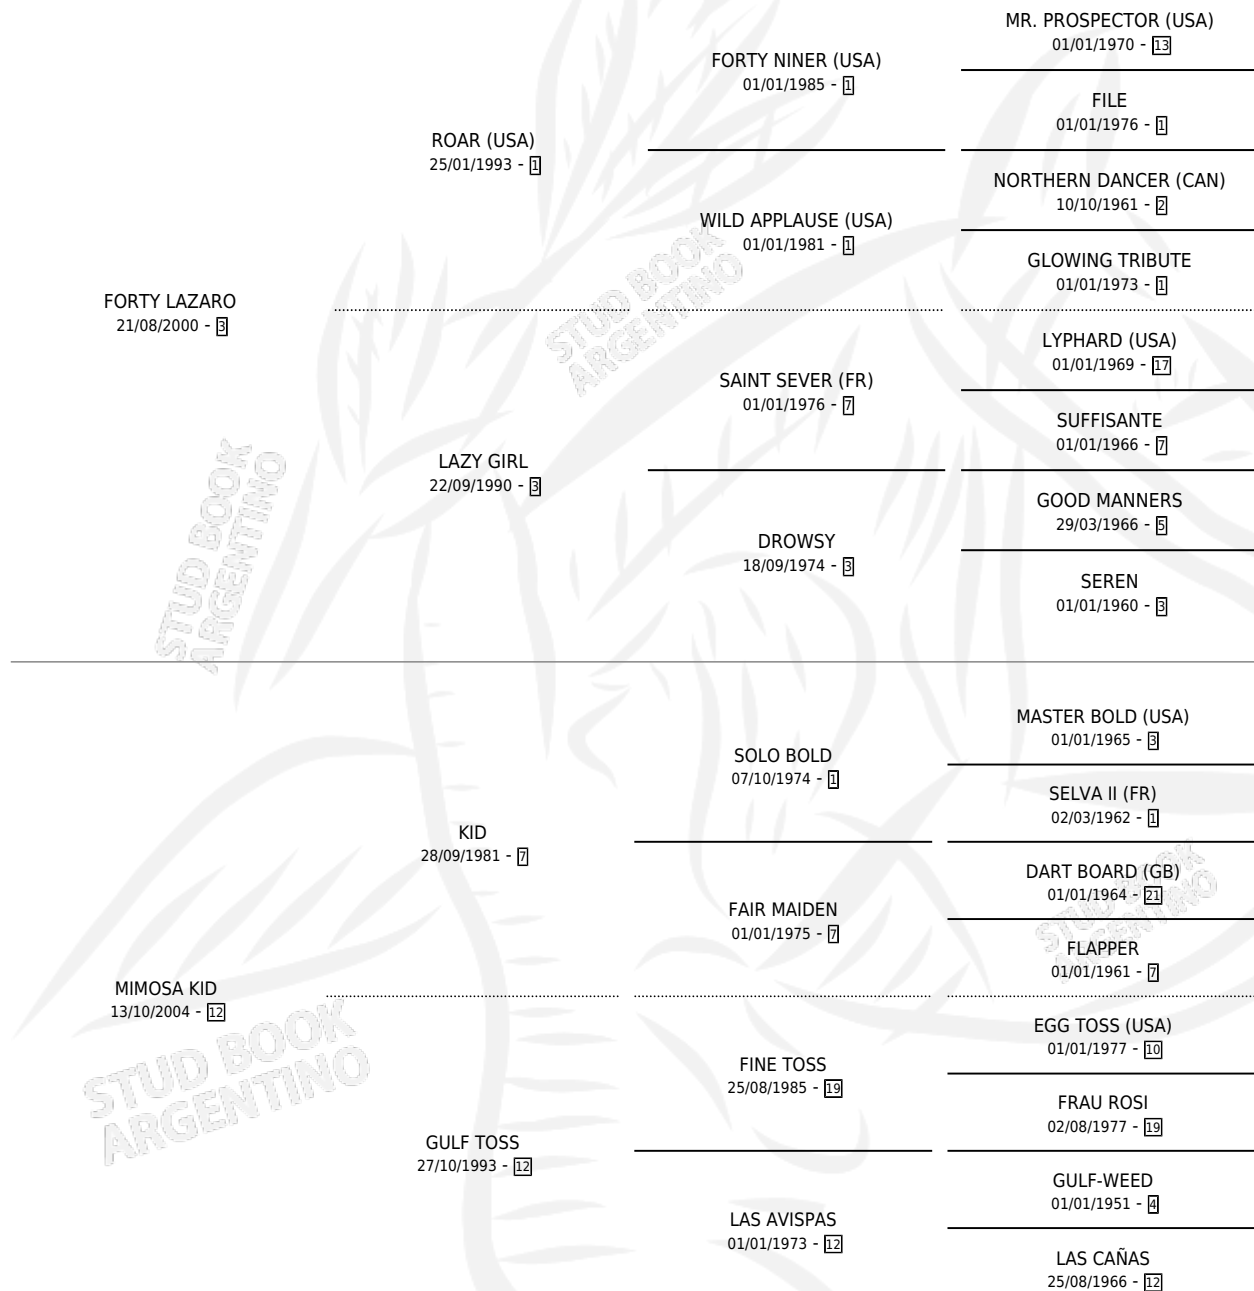 MR. PROSPECTOR (USA)
01/01/1970 - 13
FORTY NINER (USA)
01/01/1985 - 1
FILE
01/01/1976 - 1
ROAR (USA)
25/01/1993 - 1
NORTHERN DANCER (CAN)
10/10/1961 - 2
WILD APPLAUSE (USA)
01/01/1981 - 1
GLOWING TRIBUTE
01/01/1973 - 1
FORTY LAZARO
21/08/2000 - 3
LYPHARD (USA)
01/01/1969 - 17
SAINT SEVER (FR)
01/01/1976 - 7
SUFFISANTE
01/01/1966 - 7
LAZY GIRL
22/09/1990 - 3
GOOD MANNERS
29/03/1966 - 5
DROWSY
18/09/1974 - 3
SEREN
01/01/1960 - 3
MASTER BOLD (USA)
01/01/1965 - 3
SOLO BOLD
07/10/1974 - 1
SELVA II (FR)
02/03/1962 - 1
KID
28/09/1981 - 7
DART BOARD (GB)
01/01/1964 - 21
FAIR MAIDEN
01/01/1975 - 7
FLAPPER
01/01/1961 - 7
MIMOSA KID
13/10/2004 - 12
EGG TOSS (USA)
01/01/1977 - 10
FINE TOSS
25/08/1985 - 19
FRAU ROSI
02/08/1977 - 19
GULF TOSS
27/10/1993 - 12
GULF-WEED
01/01/1951 - 4
LAS AVISPAS
01/01/1973 - 12
LAS CAÑAS
25/08/1966 - 12
STUD BOOK
ARGENTINO
STUD BOOK
ARGENTINO
STUD BOOK
ARGENTINO
STUD BOOK
ARGENTINO